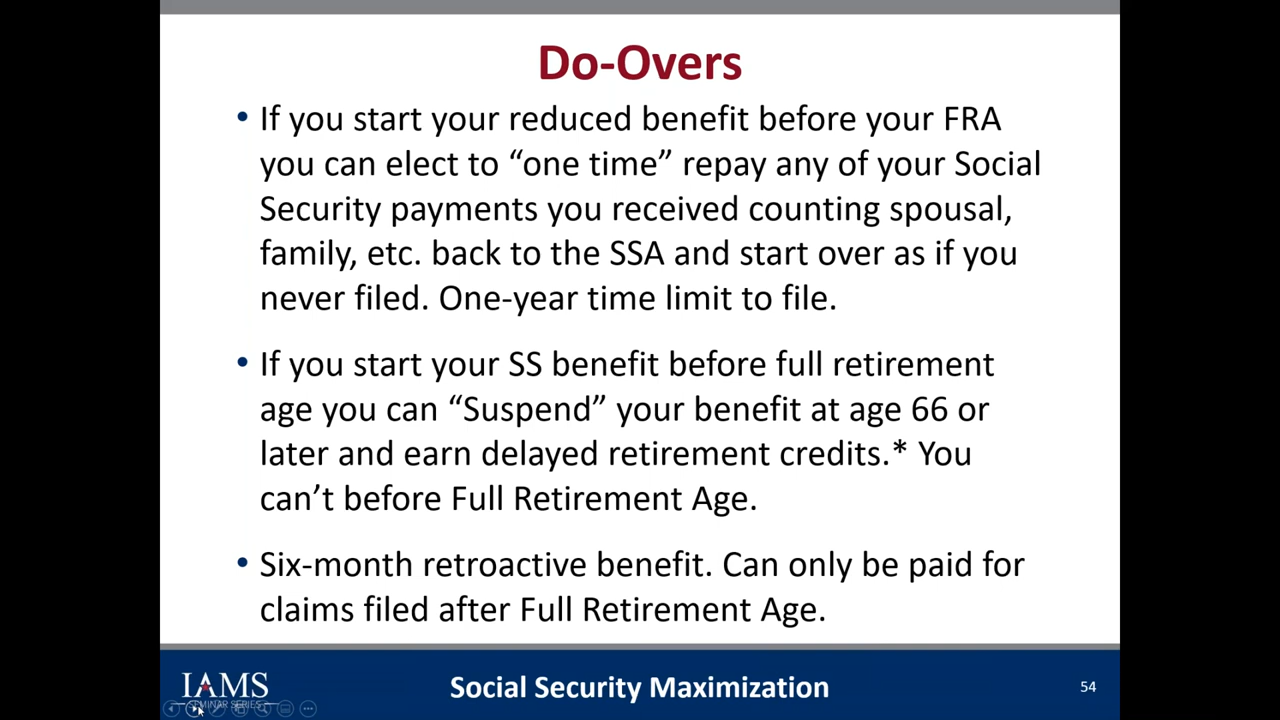 Do-Overs
• If you start your reduced benefit before your FRA
you can elect to “one time” repay any of your Social
Security payments you received counting spousal,
family, etc. back to the SSA and start over as if you
never filed. One-year time limit to file.
• If you start your SS benefit before full retirement
age you can “Suspend” your benefit at age 66 or
later and earn delayed retirement credits.* You
can’t before Full Retirement Age.
• Six-month retroactive benefit. Can only be paid for
claims filed after Full Retirement Age.
IAMS
SEMINAR SERIES
Social Security Maximization
54